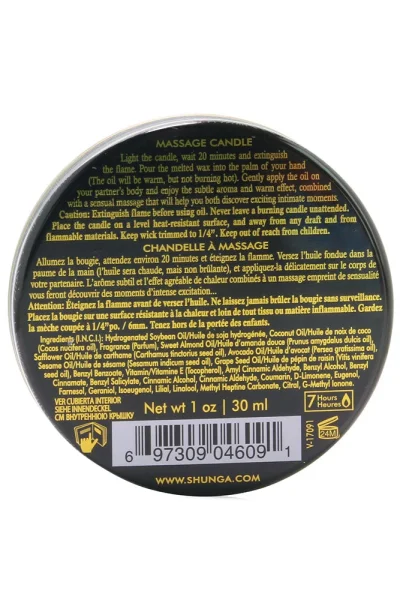 MASSAGE CANDLE
Light the candle, wait 20 minutes and extinguish
the flame. Pour the melted wax into the palm of your hand
(The oil will be warm, but not burning hot). Gently apply the oil on
your partner's body and enjoy the subtle aroma and warm effect, combined
with a sensual massage that will help you both discover exciting intimate moments.
Caution: Extinguish flame before using oil. Never leave a burning candle unattended.
Place the candle on a level heat-resistant surface, and away from any draft and from
flammable materials. Keep wick trimmed to 1/4". Keep out of reach from children.
CHANDELLE À MASSAGE
Allumez la bougie, attendez environ 20 minutes et éteignez la flamme. Versez l'huile fondue dans la
paume de la main (l'huile sera chaude, mais non brûlante), et appliquez-la délicatement sur le corps de
votre partenaire. L'arôme subtil et l'effet agréable de chaleur combinés à un massage empreint de sensualité
vous feront découvrir des moments d'intimité intense...
Attention: Éteignez la flamme avant de verser l'huile. Ne laissez jamais brûler la bougie sans surveillance.
Placez la bougie sur une surface résistante à la chaleur et loin de tout tissu ou matière inflammable. Gardez
la mèche coupée à 1/4"po. / 6mm. Tenez hors de la portée des enfants.
Ingredients (I.N.C.I.): Hydrogenated Soybean Oil/Huile de soja hydrogénée, Coconut Oil/Huile de noix de coco
(Cocos nucifera oil), Fragrance (Parfum), Sweet Almond Oil/Huile d'amande douce (Prunus amygdalus dulcis oil),
Safflower Oil/Huile de carthame (Carthamus tinctorius seed oil), Avocado Oil/Huile d'avocat (Persea gratissima oil),
Sesame Oil/Huile de sésame (Sesamum indicum oil), Grape Seed Oil/Huile de pépin de raisin (Vitis vinifera
seed oil), Benzyl Benzoate, Vitamin/Vitamine E (Tocopherol), Amyl Cinnamic Aldehyde, Benzyl Alcohol, Benzyl
Cinnamate, Benzyl Salicylate, Cinnamic Alcohol, Cinnamic Aldehyde, Coumarin, D-Limonene, Eugenol,
Farnesol, Geraniol, Isoeugenol, Lilial, Linalool, Methyl Heptine Carbonate, Citral, G-Methyl Ionone.
VER CUBIERTA INTERIOR
SIEHE INNENDECKEL
СМ ВНУТРЕННЮЮ КРЫШКУ
Net wt 1 oz | 30 ml
7 Hours
Heures
24M
V-17091
6 97309 04609 1
WWW.SHUNGA.COM